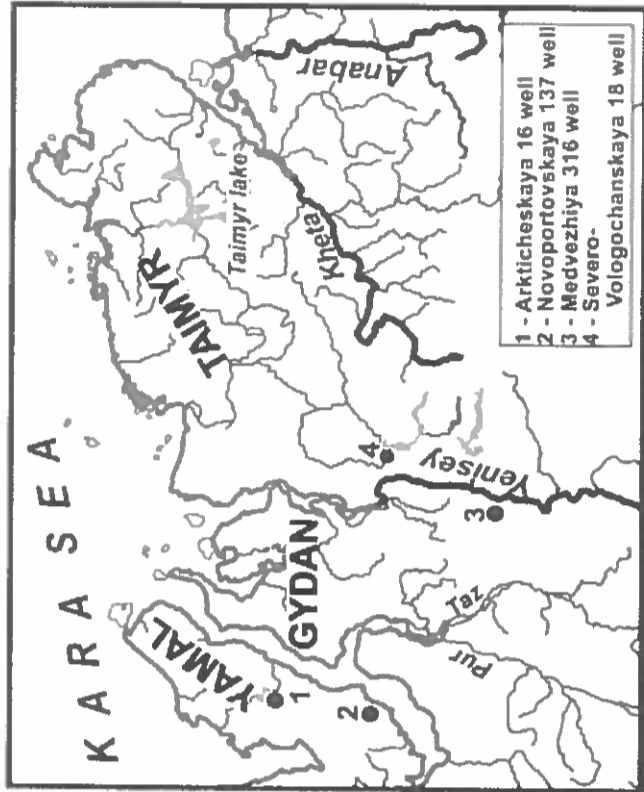 KARA SEA
YAMAL
GYDAN
TAIMYR
Taimyr lake
Kheta
Anabar
Yenisey
Taz
Pur
1
2
3
4
1 - Arkticheskaya 16 well
2 - Novoportovskaya 137 well
3 - Medvezhiya 316 well
4 - Severo-
Vologochanskaya 18 well